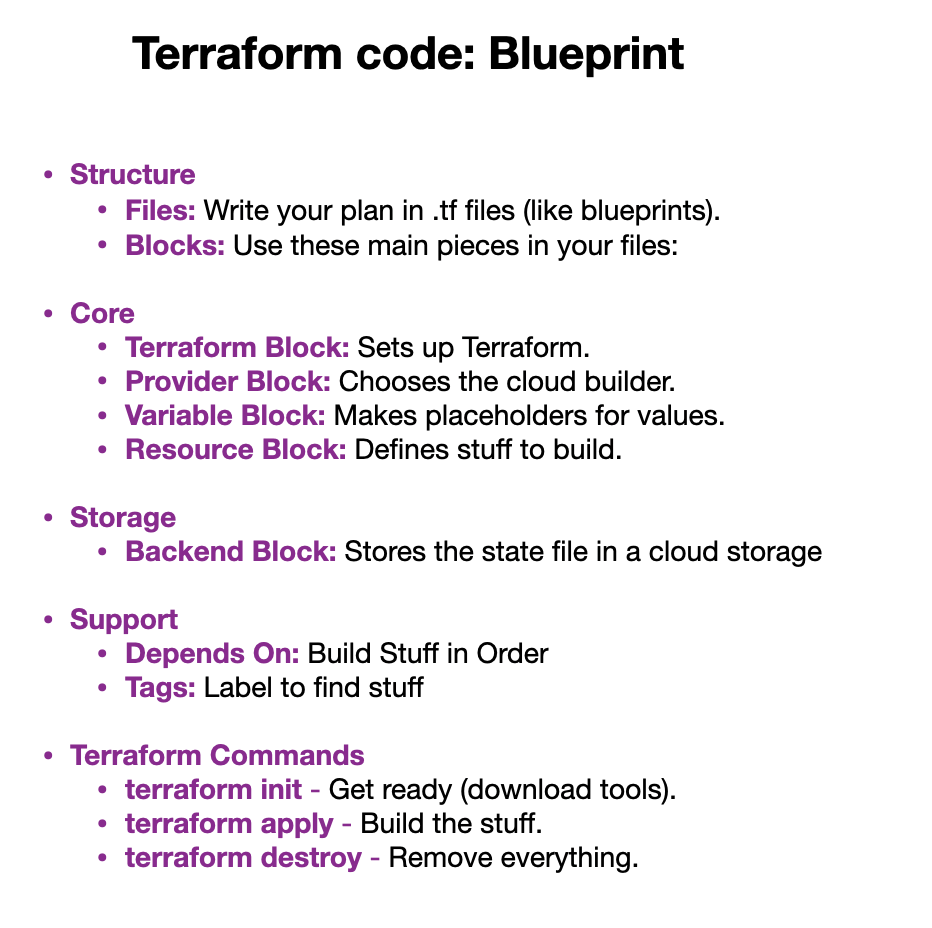 Terraform code: Blueprint
• Structure
• Files: Write your plan in .tf files (like blueprints).
• Blocks: Use these main pieces in your files:
• Core
• Terraform Block: Sets up Terraform.
• Provider Block: Chooses the cloud builder.
• Variable Block: Makes placeholders for values.
• Resource Block: Defines stuff to build.
• Storage
• Backend Block: Stores the state file in a cloud storage
• Support
• Depends On: Build Stuff in Order
• Tags: Label to find stuff
• Terraform Commands
• terraform init - Get ready (download tools).
• terraform apply - Build the stuff.
• terraform destroy - Remove everything.